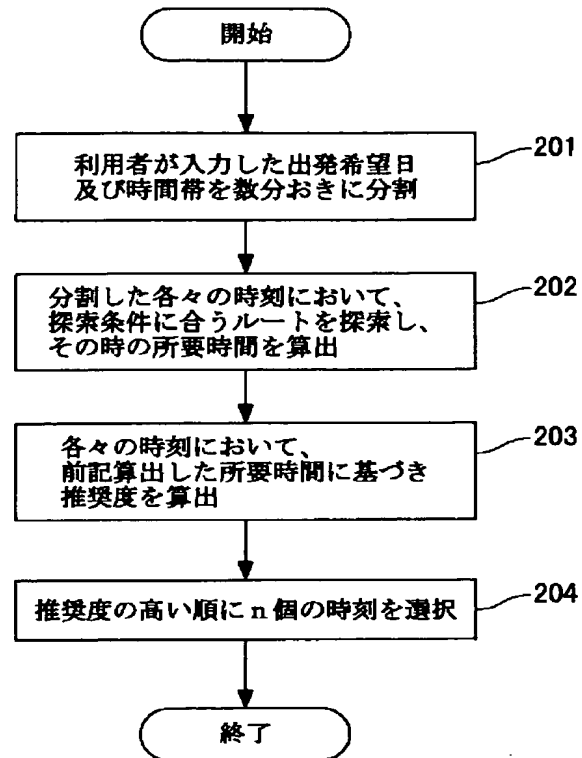 開始
利用者が入力した出発希望日
及び時間帯を数分おきに分割
201
分割した各々の時刻において、
探索条件に合うルートを探索し、
その時の所要時間を算出
202
各々の時刻において、
前記算出した所要時間に基づき
推奨度を算出
203
推奨度の高い順にn個の時刻を選択
204
終了